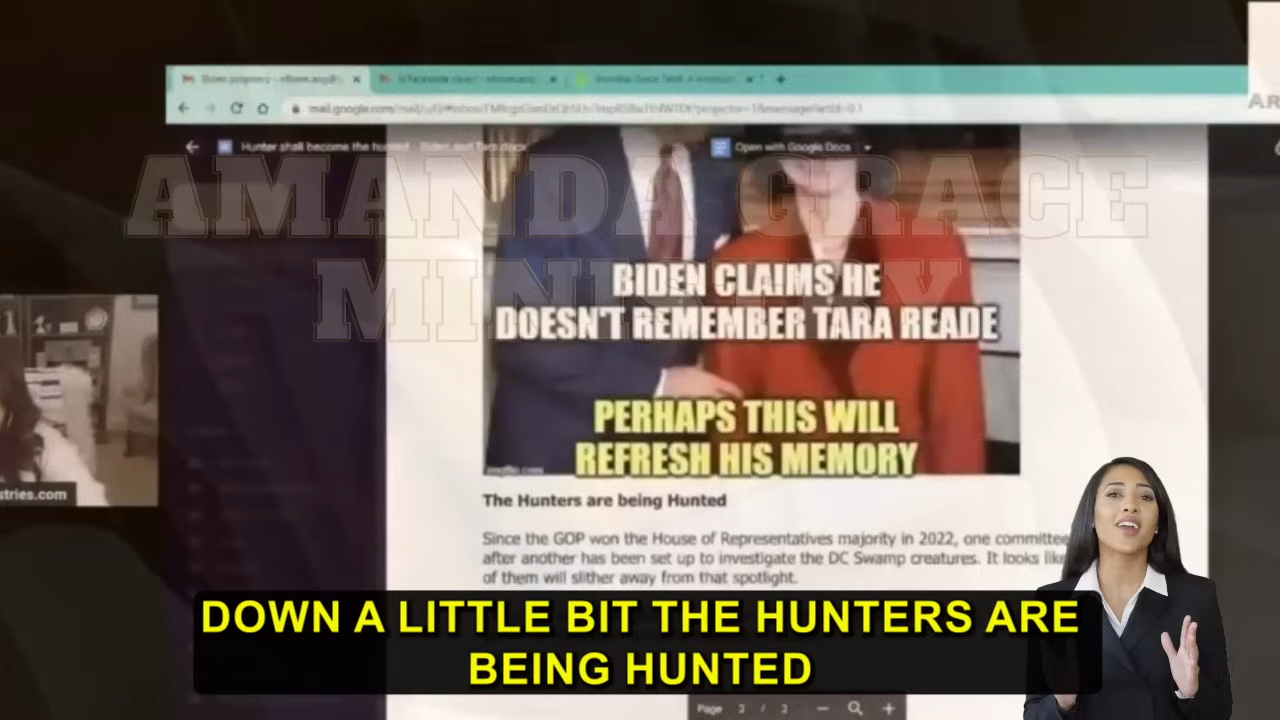 Open with Google Docs
Hunter shall become the hunted
AMANDA GRACE
MINISTRY
BIDEN CLAIMS HE
DOESN'T REMEMBER TARA READE
PERHAPS THIS WILL
REFRESH HIS MEMORY
imgflip.com
stries.com
The Hunters are being Hunted
Since the GOP won the House of Representatives majority in 2022, one committee
after another has been set up to investigate the DC Swamp creatures. It looks like
of them will slither away from that spotlight.
DOWN A LITTLE BIT THE HUNTERS ARE
BEING HUNTED
Page 2 / 2